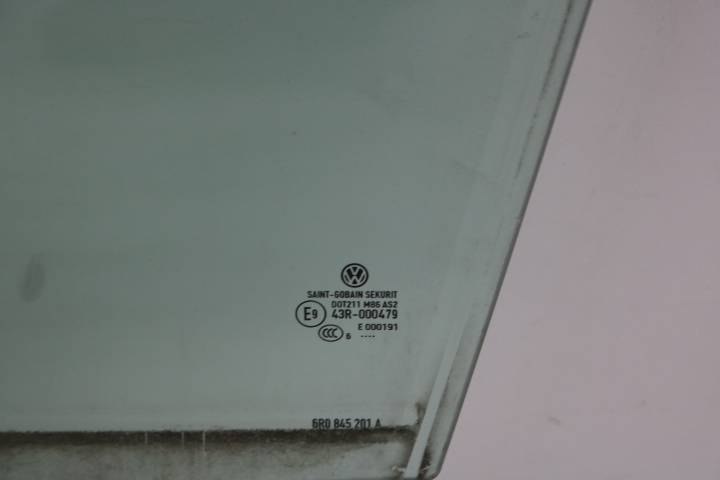 SAINT-GOBAIN SEKURIT
DOT211 M86 AS2
E9 43R-000479
E 000191
CCC 6 ----
6R0 845 201 A